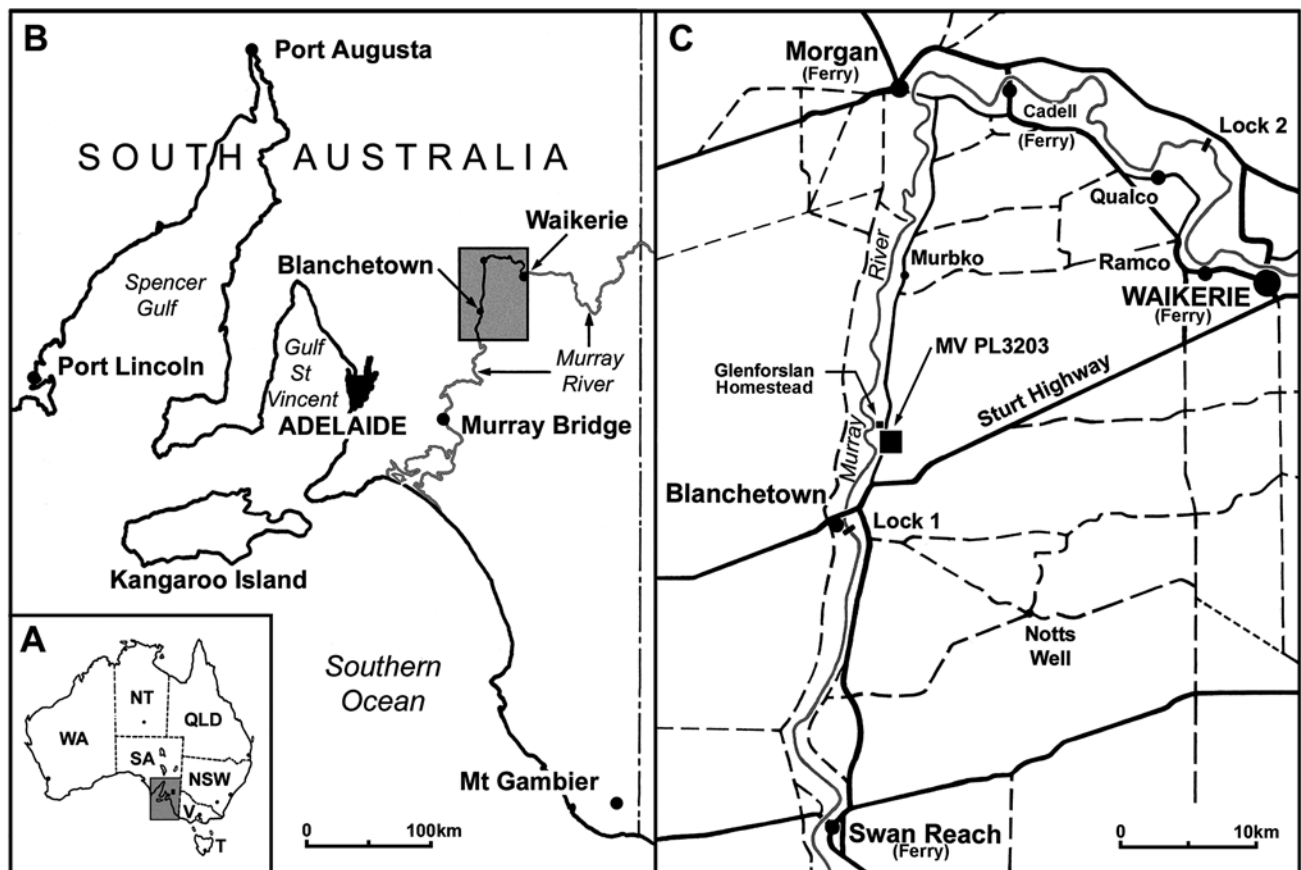 B
Port Augusta
SOUTH AUSTRALIA
Waikerie
Blanchetown
Spencer
Gulf
Gulf
St
Vincent
Port Lincoln
ADELAIDE
Murray
River
Murray Bridge
Kangaroo Island
Southern
Ocean
Mt Gambier
0
100km
A
NT
WA
QLD
SA
NSW
V
T
C
Morgan
(Ferry)
Cadell
(Ferry)
Lock 2
Qualco
River
Murbko
Ramco
WAIKERIE
(Ferry)
MV PL3203
Glenforslan
Homestead
Sturt Highway
Murray
Blanchetown
Lock 1
Notts
Well
Swan Reach
(Ferry)
0
10km